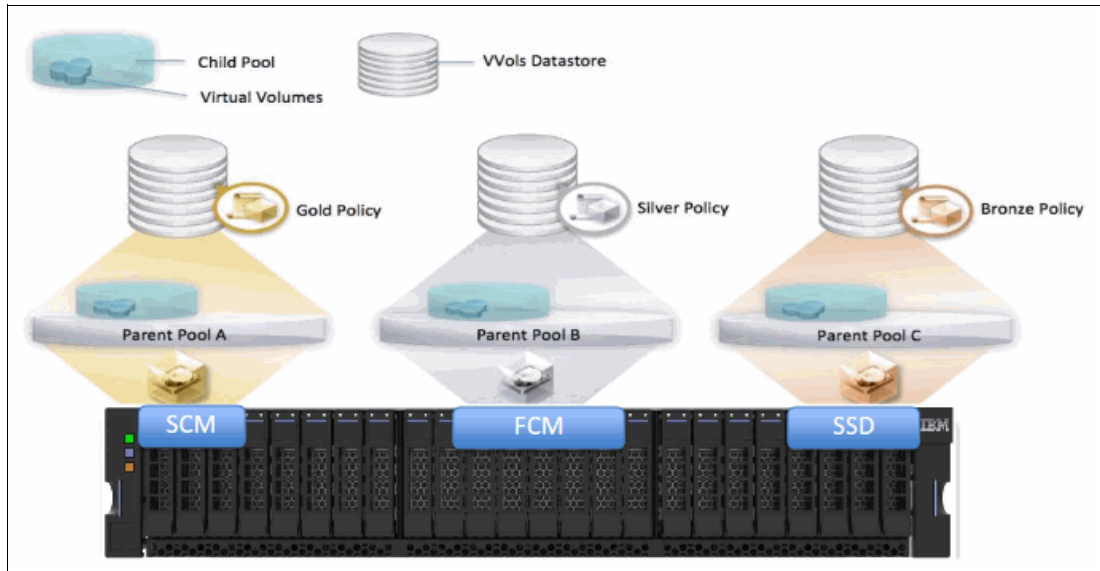 Child Pool
Virtual Volumes
VVols Datastore
Gold Policy
Silver Policy
Bronze Policy
Parent Pool A
Parent Pool B
Parent Pool C
SCM
FCM
SSD
IBM